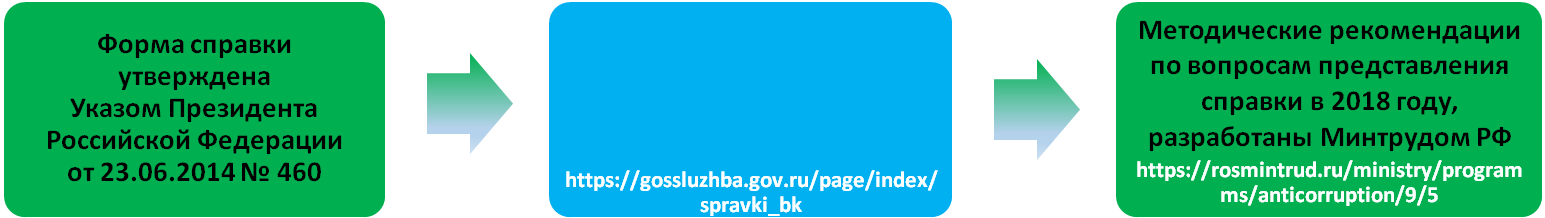 Форма справки
утверждена
Указом Президента
Российской Федерации
от 23.06.2014 № 460
https://gossluzhba.gov.ru/page/index/
spravki_bk
Методические рекомендации
по вопросам представления
справки в 2018 году,
разработаны Минтрудом РФ
https://rosmintrud.ru/ministry/program
ms/anticorruption/9/5